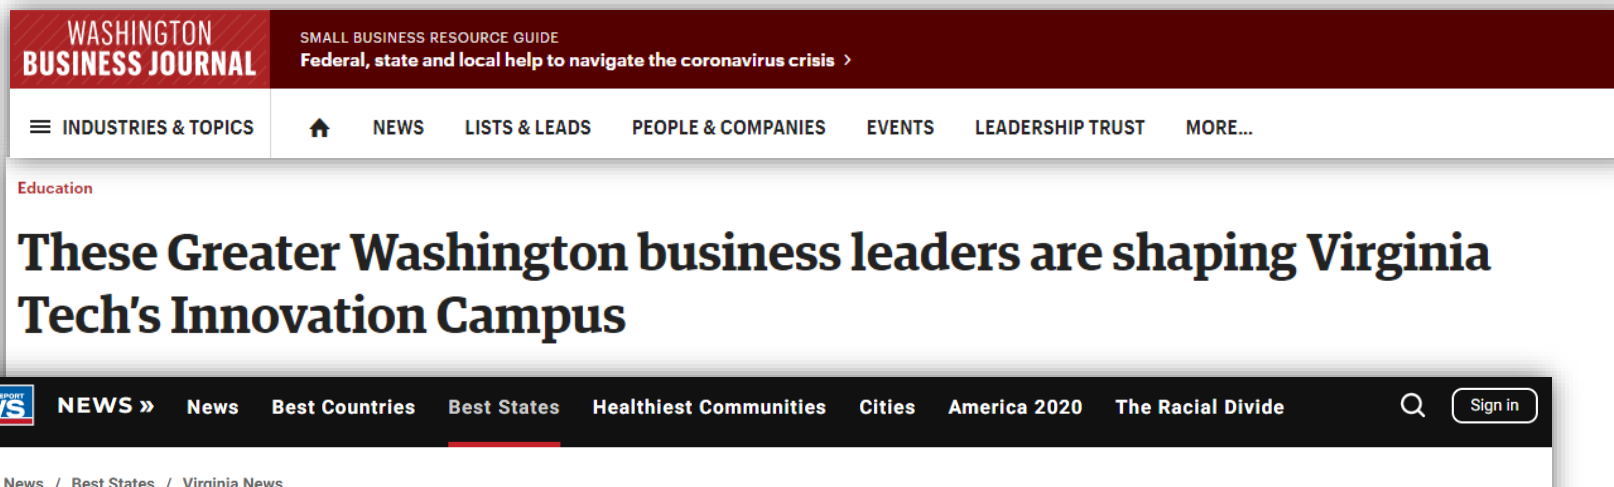 WASHINGTON
BUSINESS JOURNAL
SMALL BUSINESS RESOURCE GUIDE
Federal, state and local help to navigate the coronavirus crisis >
INDUSTRIES & TOPICS
NEWS
LISTS & LEADS
PEOPLE & COMPANIES
EVENTS
LEADERSHIP TRUST
MORE...
Education
These Greater Washington business leaders are shaping Virginia
Tech's Innovation Campus
NEWS »
News
Best Countries
Best States
Healthiest Communities
Cities
America 2020
The Racial Divide
Sign in
News / Best States / Virginia News